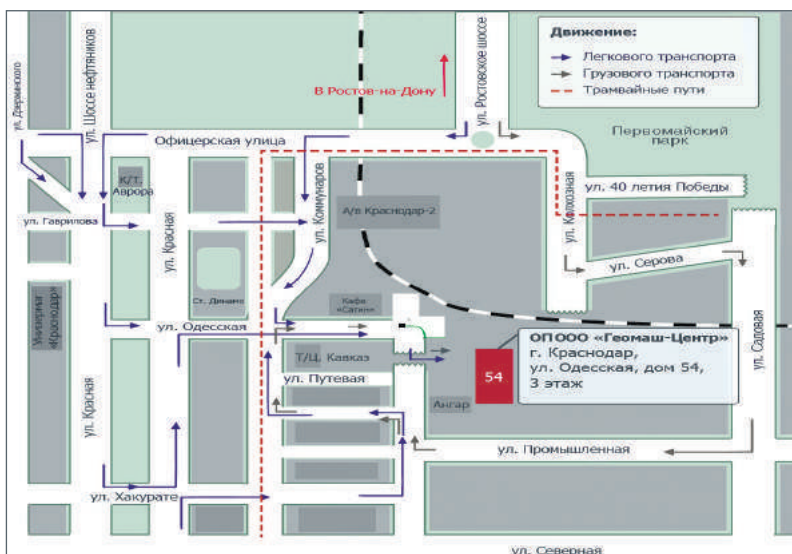 Движение:
Легкового транспорта
Грузового транспорта
Трамвайные пути
ул. Дзержинского
ул. Шоссе нефтяников
В Ростов-на-Дону
ул. Ростовское шоссе
Офицерская улица
Первомайский
парк
К/Т.
Аврора
ул. Гаврилова
ул. Красная
ул. Коммунаров
А/в Краснодар-2
ул. Колхозная
ул. 40 летия Победы
ул. Серова
Ст. Динамо
Кафе
«Сатин»
ул. Одесская
«Краснодар»
Т/Ц. Кавказ
ул. Путевая
54
ОП ООО «Геомаш-Центр»
г. Краснодар,
ул. Одесская, дом 54,
3 этаж
ул. Садовая
ул. Красная
Ангар
ул. Промышленная
ул. Хакурате
ул. Северная